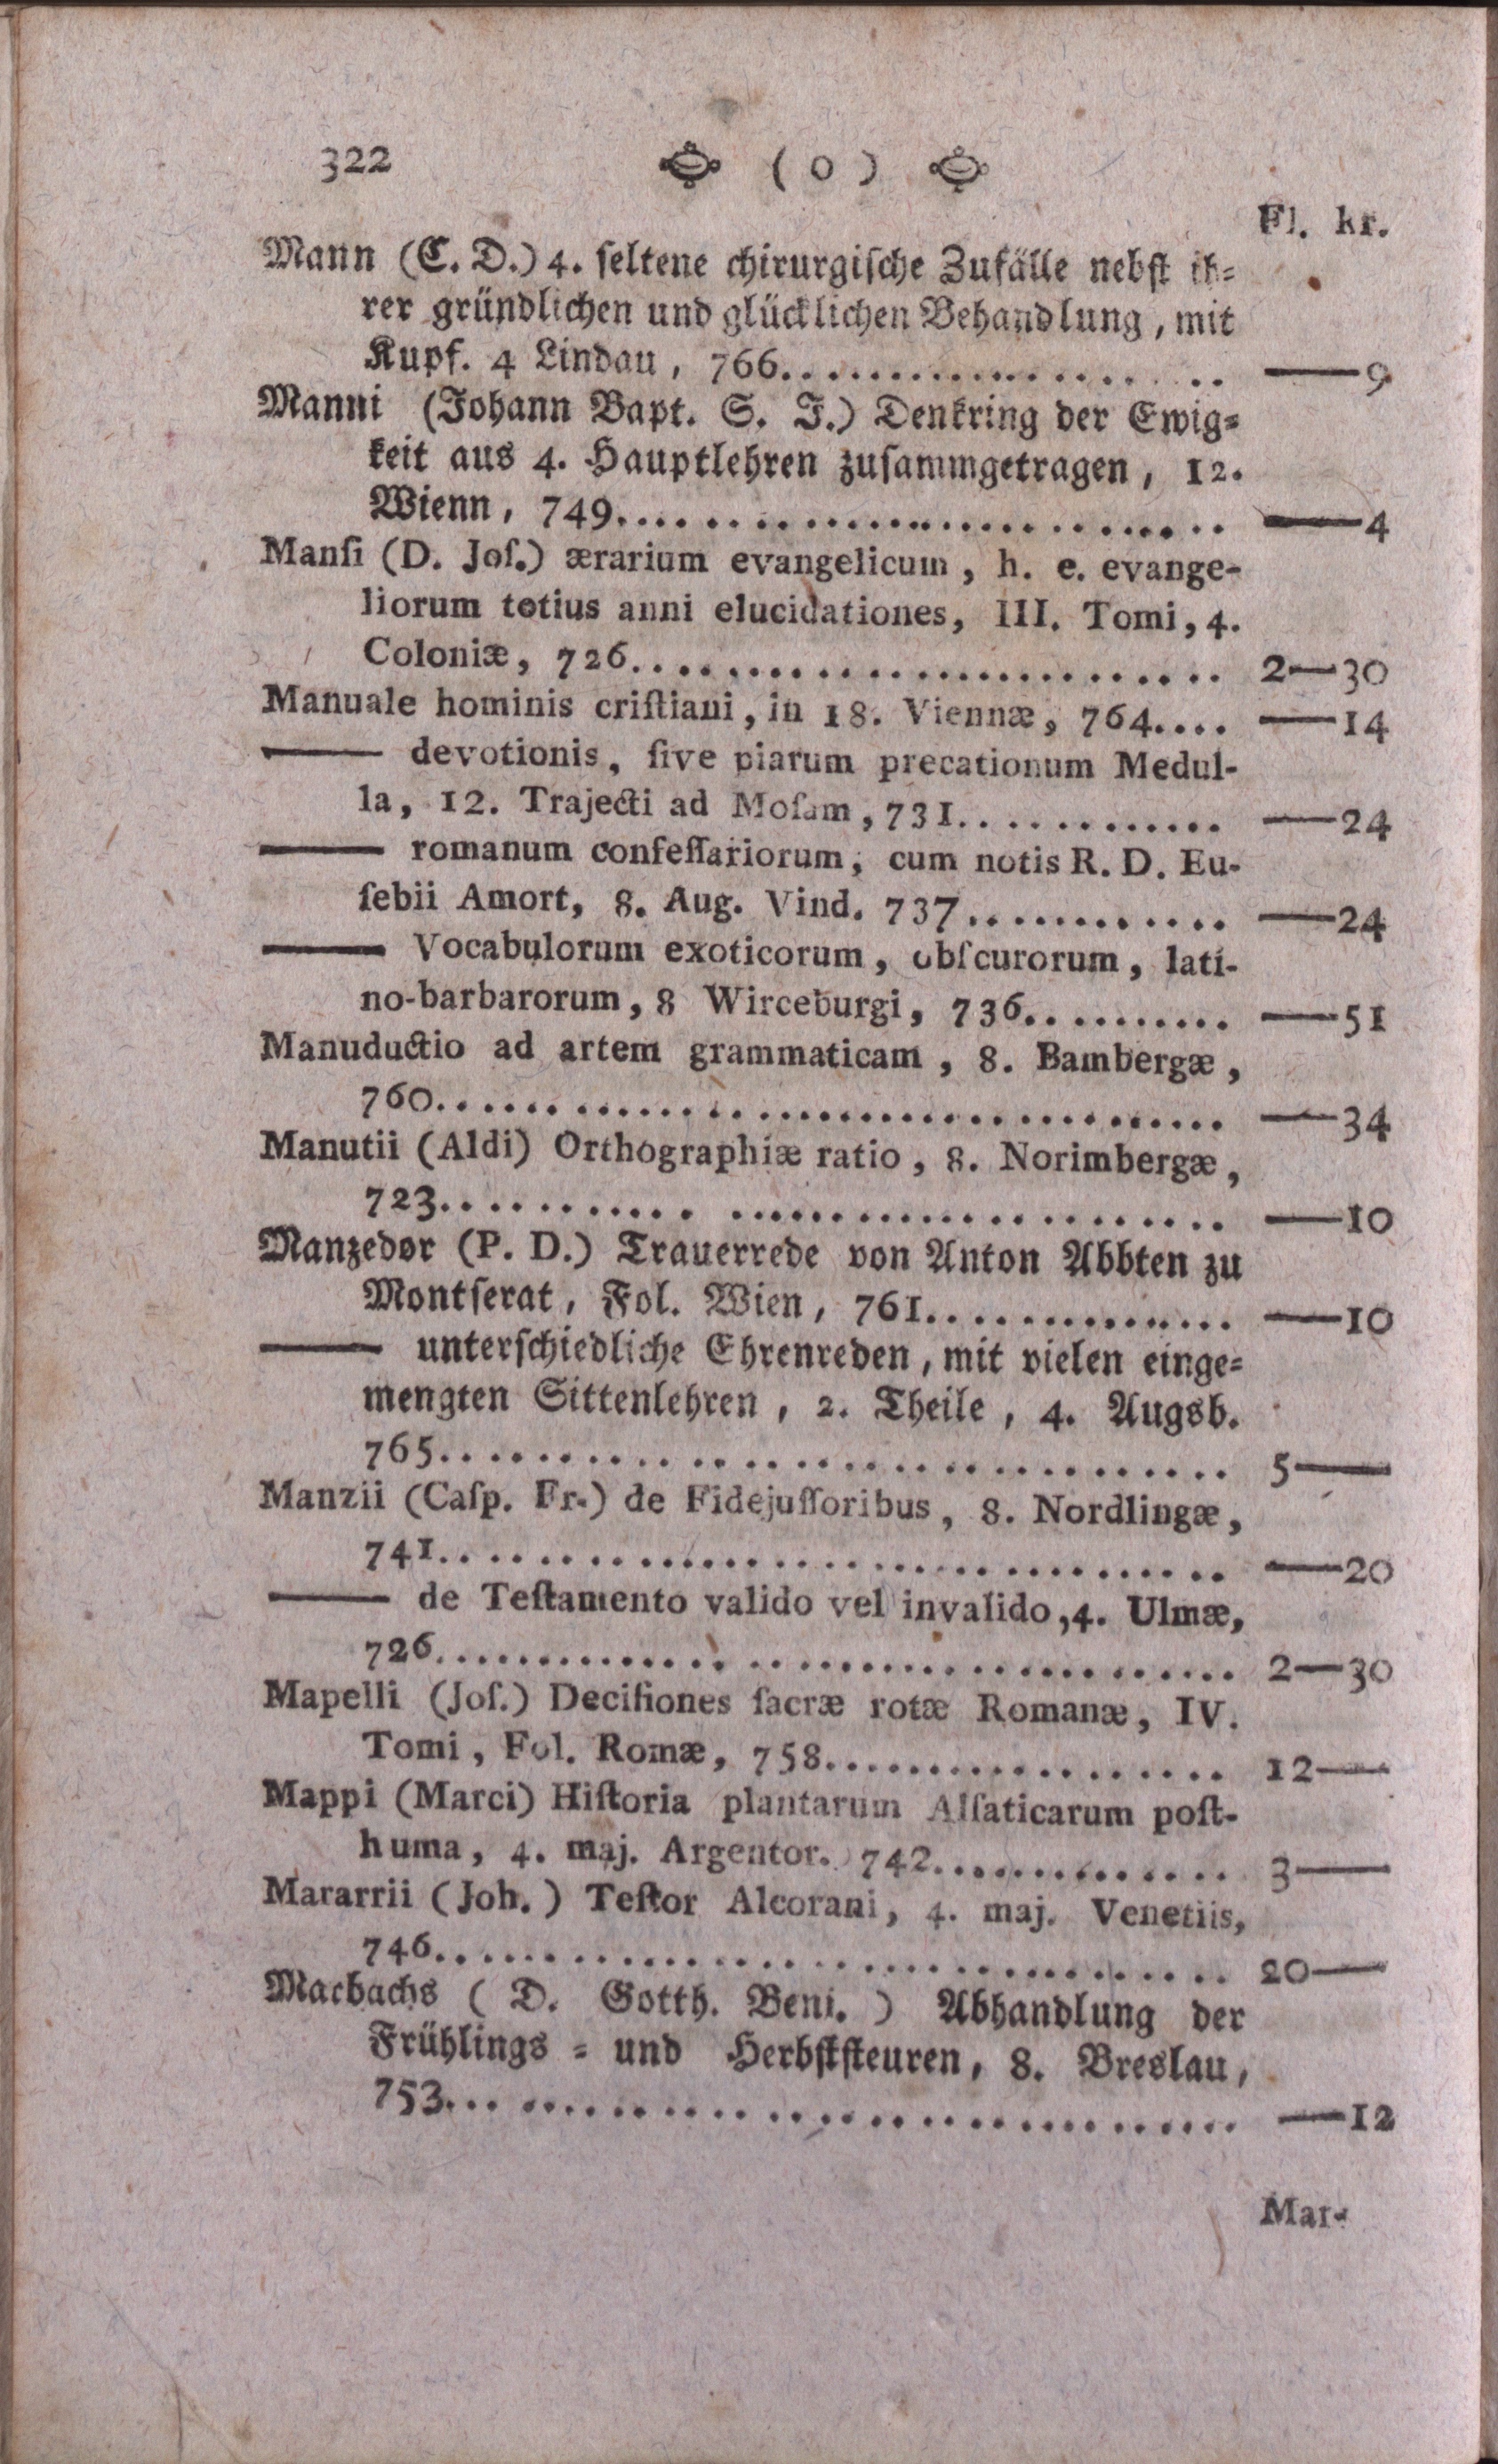 322 ( 0 )
Fl. kr.
Mann (C. D.) 4. ſeltene chirurgiſche Zufälle nebſt ih-
rer gründlichen und glücklichen Behandlung, mit
Kupf. 4 Lindau, 766. . . . . . . . . . —9
Manni (Johann Bapt. S. J.) Denkring der Ewig-
keit aus 4. Hauptlehren zuſammgetragen, 12.
Wienn, 749. . . . . . . . . . —4
Manſi (D. Joſ.) ærarium evangelicum, h. e. evange-
liorum totius anni elucidationes, III. Tomi, 4.
Coloniæ, 726. . . . . . . . . . 2—30
Manuale hominis criſtiani, in 18. Viennæ, 764. . . . —14
—— devotionis, ſive piarum precationum Medul-
la, 12. Trajecti ad Moſam, 731. . . . . . . . . . —24
—— romanum confeſſariorum, cum notis R. D. Eu-
ſebii Amort, 8. Aug. Vind. 737. . . . . . . . . . —24
—— Vocabulorum exoticorum, obſcurorum, lati-
no-barbarorum, 8 Wirceburgi, 736. . . . . . . . . . —51
Manuductio ad artem grammaticam, 8. Bambergæ,
760. . . . . . . . . . —34
Manutii (Aldi) Orthographiæ ratio, 8. Norimbergæ,
723. . . . . . . . . . —10
Manzedor (P. D.) Trauerrede von Anton Abbten zu
Montſerat, Fol. Wien, 761. . . . . . . . . . —10
—— unterſchiedliche Ehrenreden, mit vielen einge-
mengten Sittenlehren, 2. Theile, 4. Augsb.
765. . . . . . . . . . 5—
Manzii (Caſp. Fr.) de Fidejuſſoribus, 8. Nordlingæ,
741. . . . . . . . . . —20
—— de Teſtamento valido vel invalido, 4. Ulmæ,
726. . . . . . . . . . 2—30
Mapelli (Joſ.) Deciſiones ſacræ rotæ Romanæ, IV.
Tomi, Fol. Romæ, 758. . . . . . . . . . 12—
Mappi (Marci) Hiſtoria plantarum Alſaticarum poſt-
huma, 4. maj. Argentor. 742. . . . . . . . . . 3—
Mararrii (Joh.) Teſtor Alcorani, 4. maj. Venetiis,
746. . . . . . . . . . 20—
Marbachs (D. Gotth. Beni.) Abhandlung der
Frühlings- und Herbſtſteuren, 8. Breslau,
753. . . . . . . . . . —12
Mar-